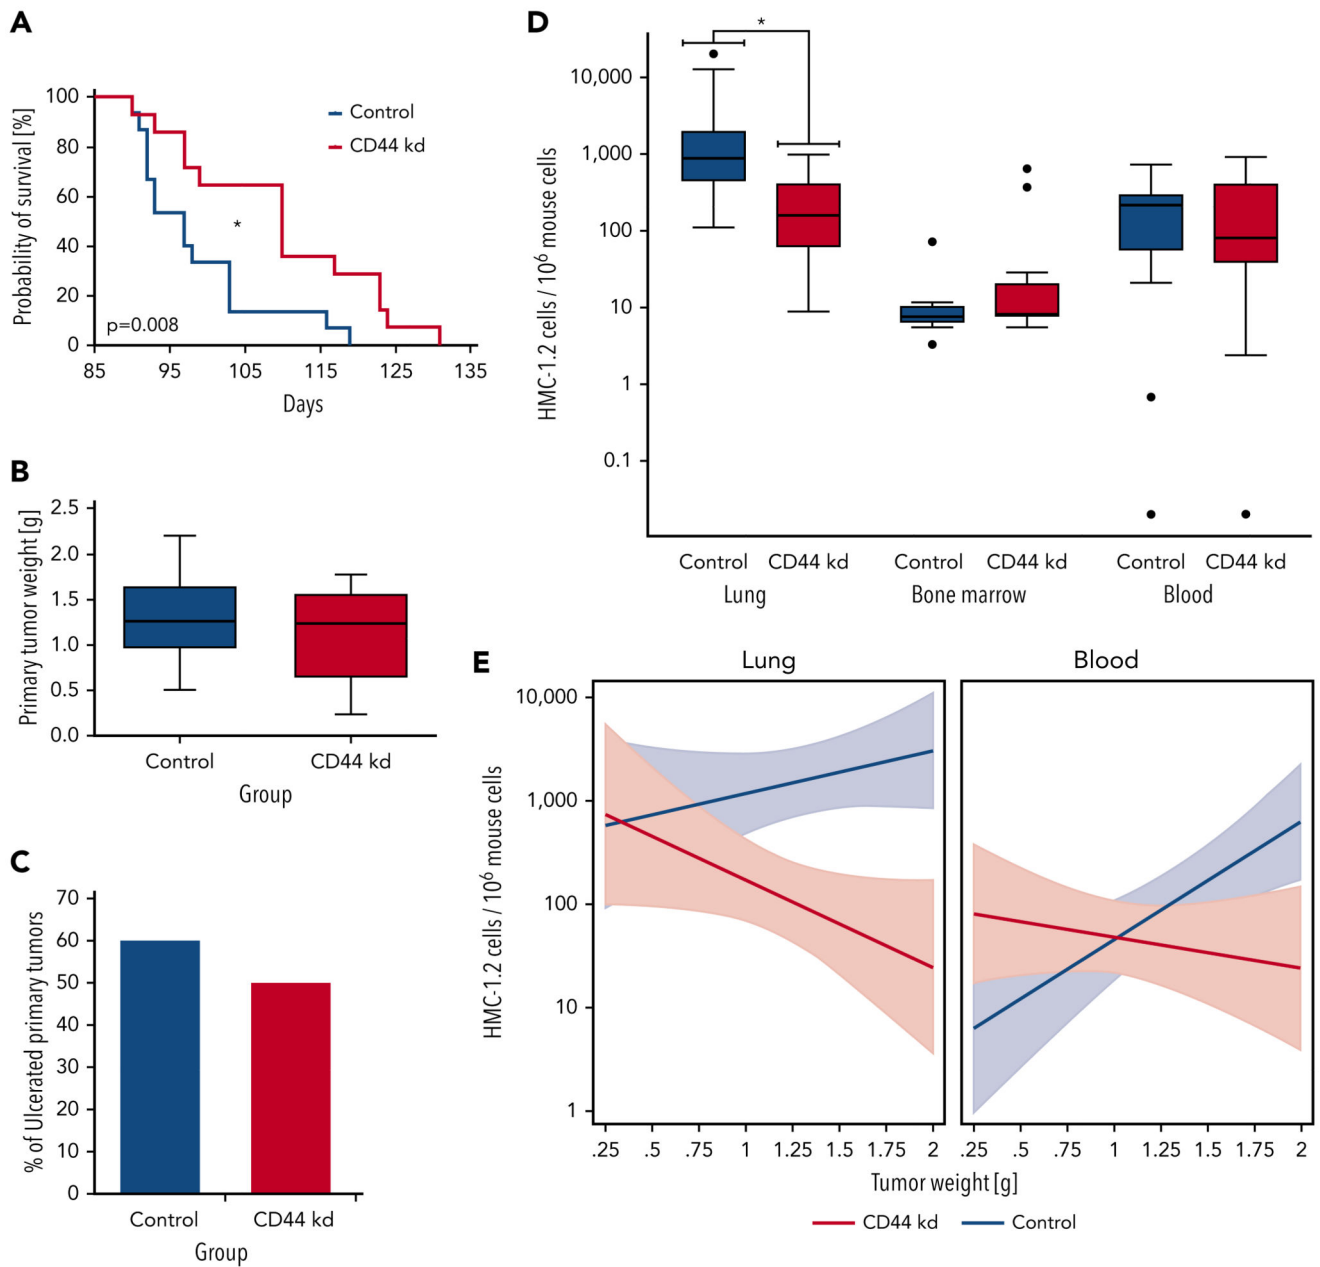 A
Probability of survival [%]
100
80
60
40
20
0
Control
CD44 kd
*
p=0.008
85 95 105 115 125 135
Days
B
Primary tumor weight [g]
2.5
2.0
1.5
1.0
0.5
0.0
Control CD44 kd
Group
C
% of Ulcerated primary tumors
70
60
50
40
30
20
10
0
Control CD44 kd
Group
D
HMC-1.2 cells / 10⁶ mouse cells
*
10,000
1,000
100
10
1
0.1
Control CD44 kd Control CD44 kd Control CD44 kd
Lung Bone marrow Blood
E
Lung Blood
HMC-1.2 cells / 10⁶ mouse cells
10,000
1,000
100
10
1
.25 .5 .75 1 1.25 1.5 1.75 2 .25 .5 .75 1 1.25 1.5 1.75 2
Tumor weight [g]
CD44 kd Control